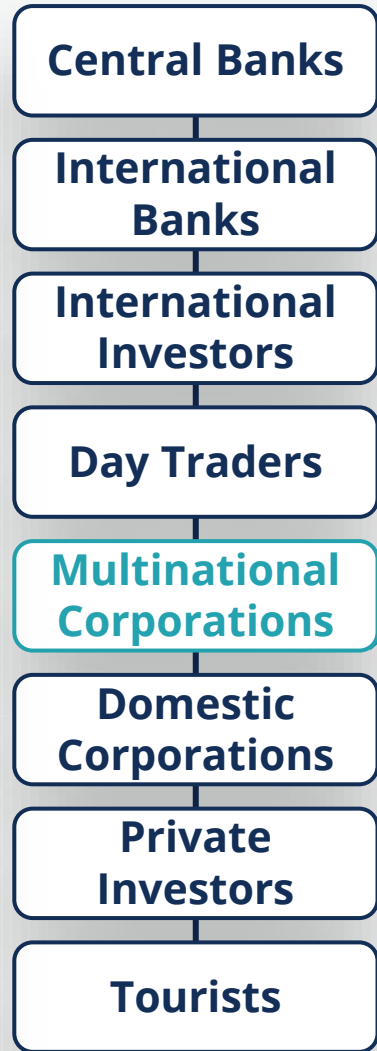 Central Banks
International
Banks
International
Investors
Day Traders
Multinational
Corporations
Domestic
Corporations
Private
Investors
Tourists